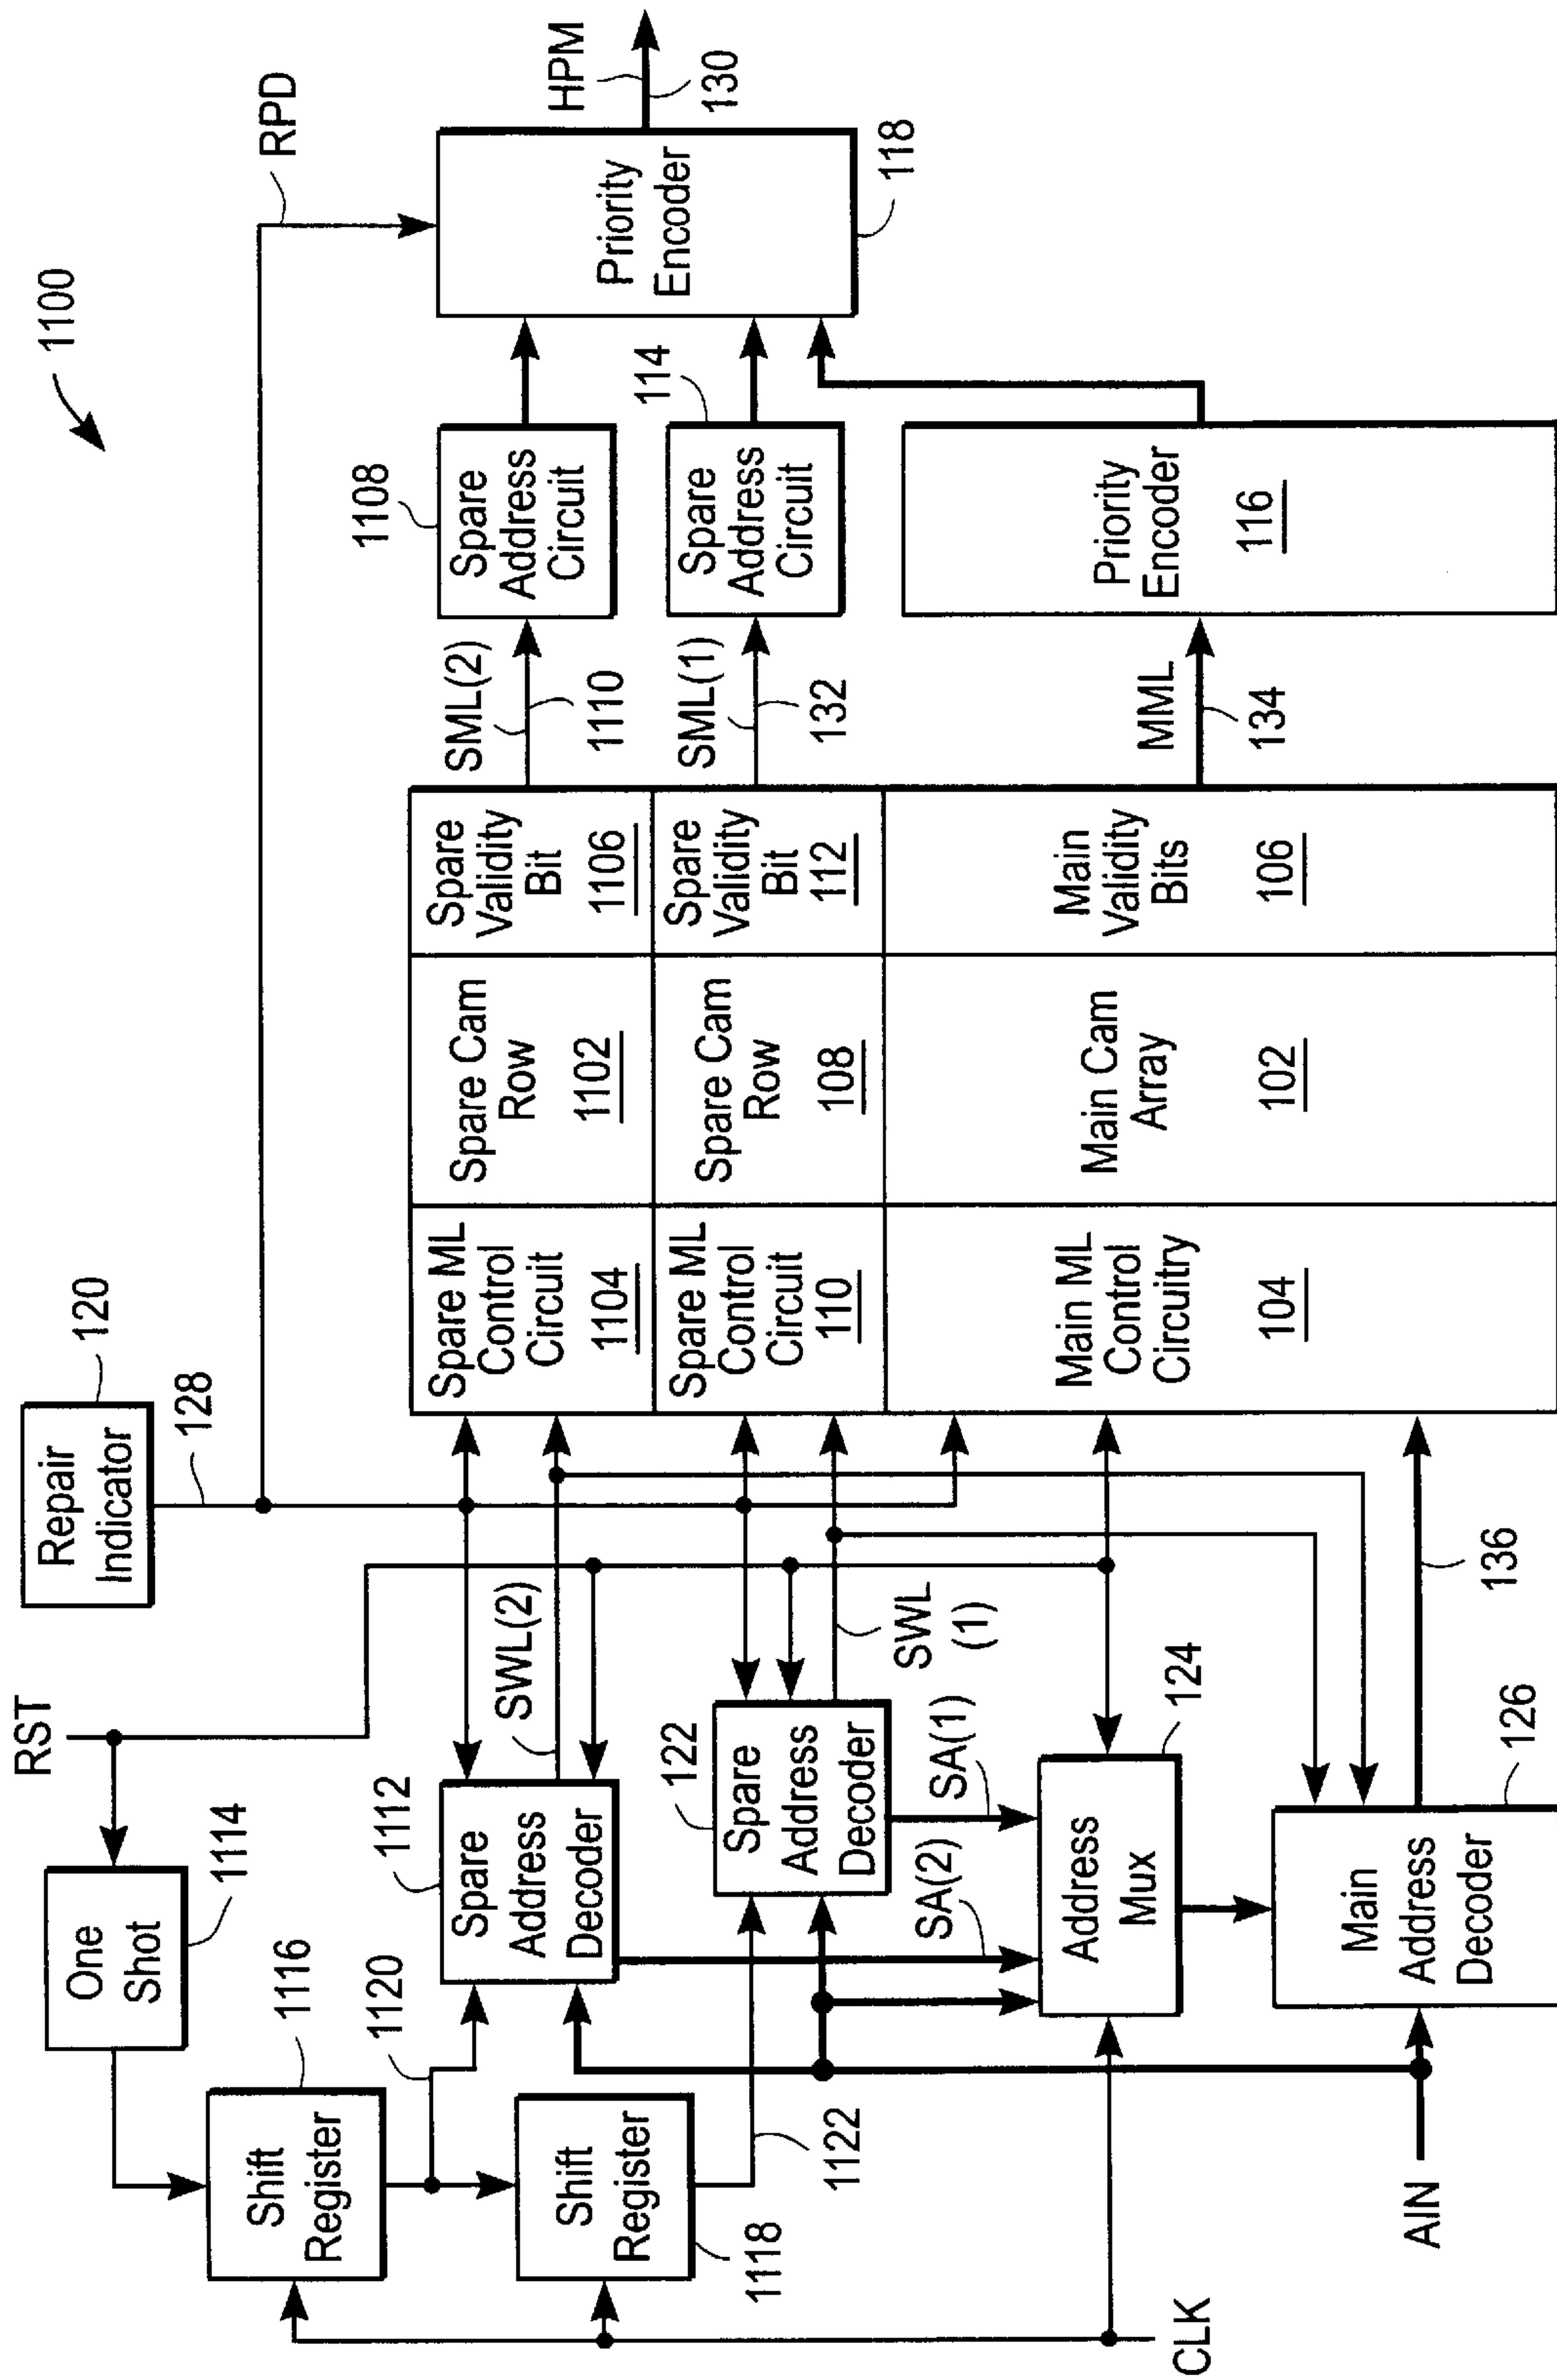 1100
RST
One
Shot
1114
Shift
Register
1116
1120
Shift
Register
1118
1122
CLK
AIN
Spare
Address
Decoder
1112
SWL(2)
Spare
Address
Decoder
122
SWL
(1)
SA(1)
SA(2)
Address
Mux
124
Main
Address
Decoder
126
136
Repair
Indicator
120
128
Spare ML
Control
Circuit
1104
Spare Cam
Row
1102
Spare
Validity
Bit
1106
Spare ML
Control
Circuit
110
Spare Cam
Row
108
Spare
Validity
Bit
112
Main ML
Control
Circuitry
104
Main Cam
Array
102
Main
Validity
Bits
106
SML(2)
1110
SML(1)
132
MML
134
Spare
Address
Circuit
1108
Spare
Address
Circuit
114
Priority
Encoder
116
RPD
Priority
Encoder
118
HPM
130